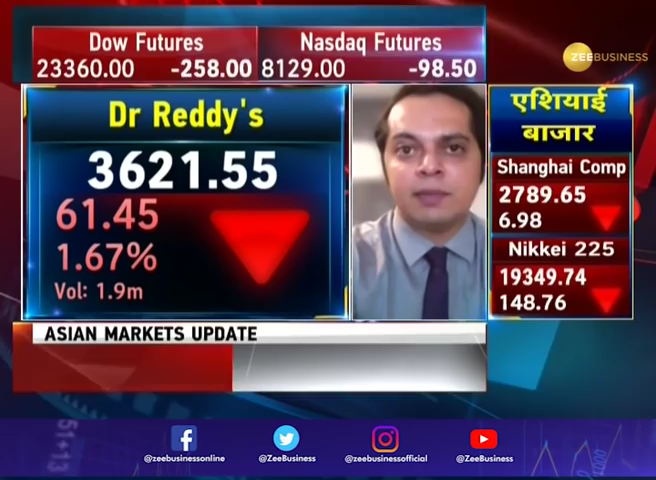 Dow Futures
23360.00 -258.00
Nasdaq Futures
8129.00 -98.50
ZEEBUSINESS
Dr Reddy's
3621.55
61.45
1.67%
Vol: 1.9m
एशियाई
बाजार
Shanghai Comp
2789.65
6.98
Nikkei 225
19349.74
148.76
ASIAN MARKETS UPDATE
51+13
@zeebusinessonline
@ZeeBusiness
@zeebusinessofficial
@ZeeBusiness